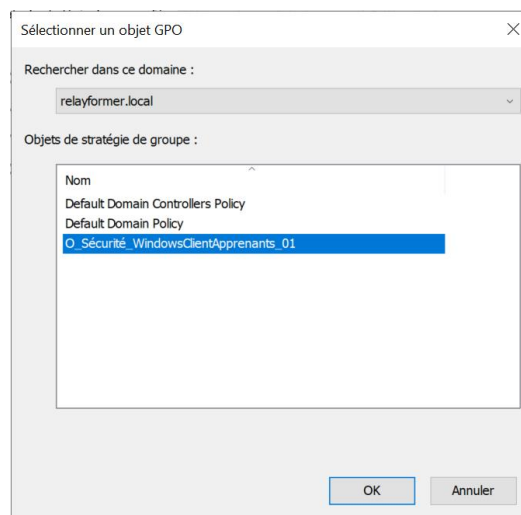 Sélectionner un objet GPO
Rechercher dans ce domaine :
relayformer.local
Objets de stratégie de groupe :
Nom
Default Domain Controllers Policy
Default Domain Policy
O_Sécurité_WindowsClientApprenants_01
OK Annuler